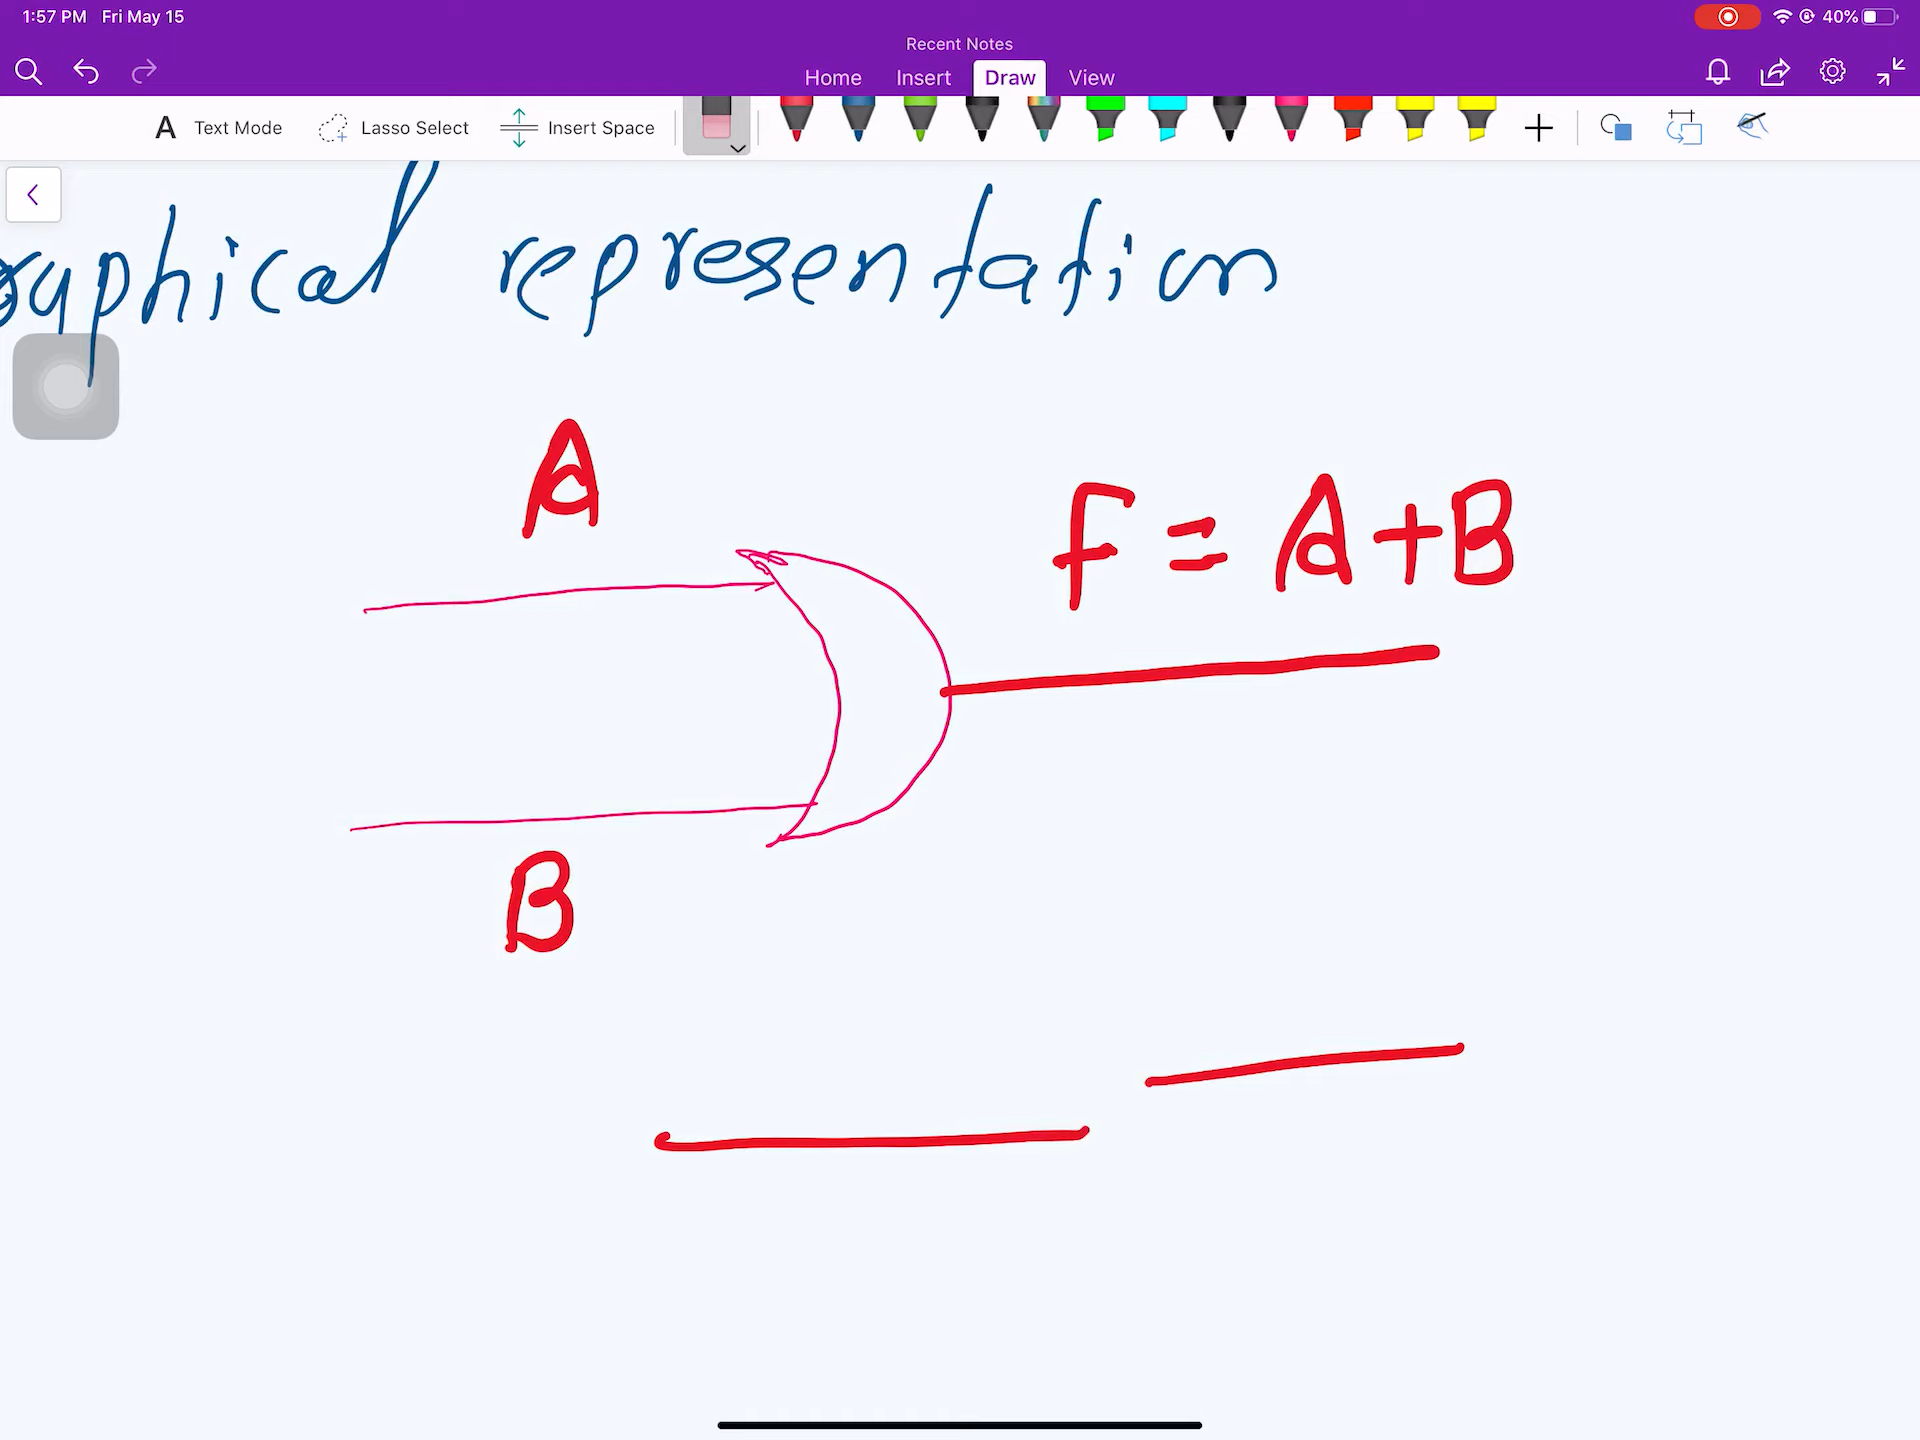 1:57 PM Fri May 15
40%
Recent Notes
Home Insert Draw View
A Text Mode Lasso Select Insert Space
raphical representation
A
F = A+B
B